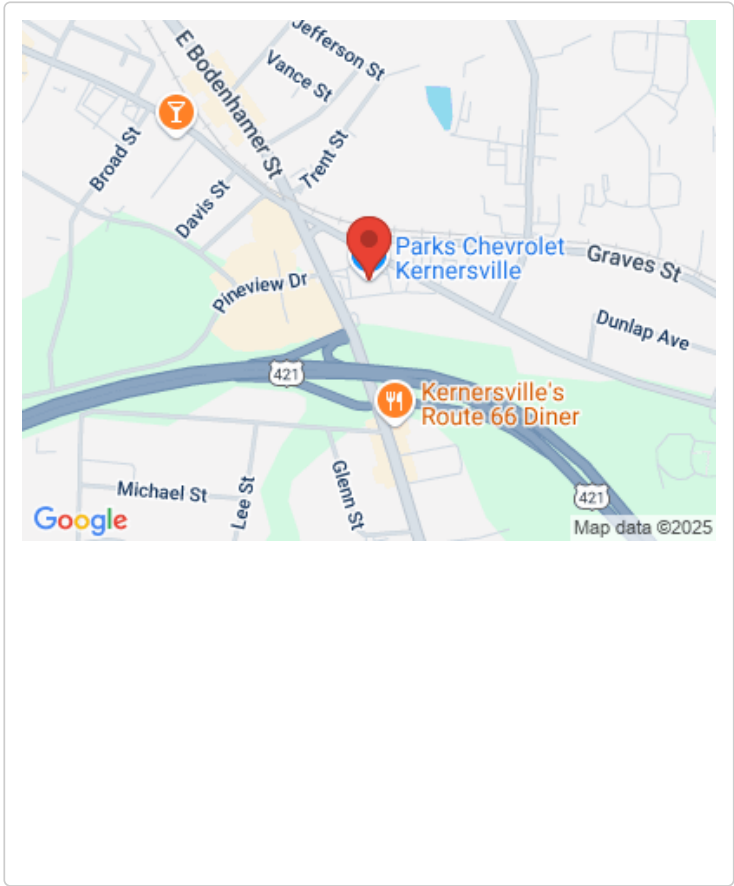 Jefferson St
E Bodenhamer St
Vance St
Broad St
Trent St
Davis St
Parks Chevrolet
Kernersville
Graves St
Pineview Dr
Dunlap Ave
421
Kernersville's
Route 66 Diner
Michael St
Lee St
Glenn St
421
Google
Map data ©2025